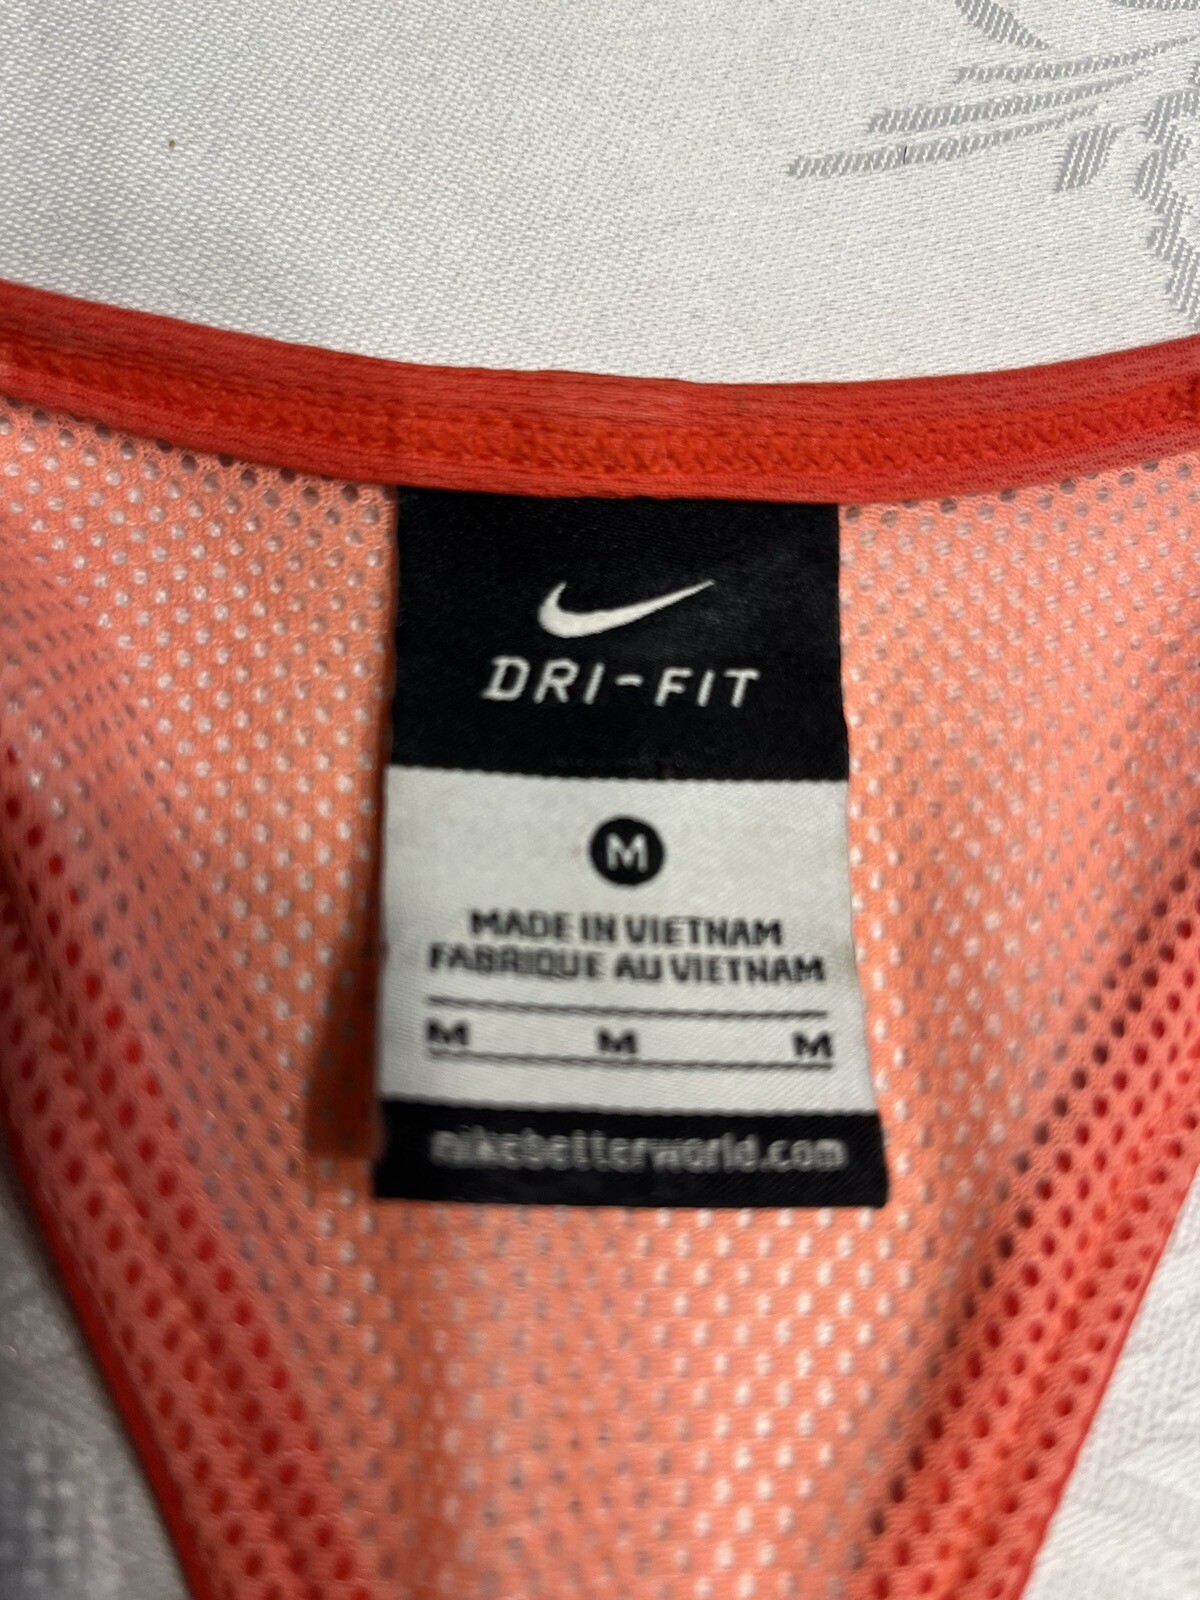 DRI-FIT
M
MADE IN VIETNAM
FABRIQUE AU VIETNAM
M M M
nikebetterworld.com